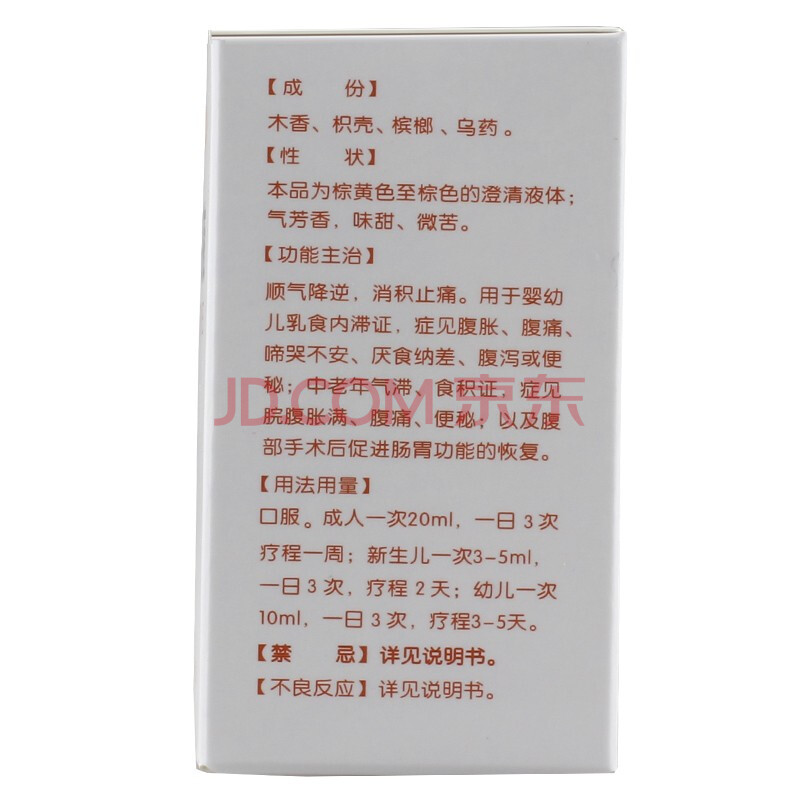 【成 份】
木香、枳壳、槟榔、乌药。
【性 状】
本品为棕黄色至棕色的澄清液体；
气芳香，味甜、微苦。
【功能主治】
顺气降逆，消积止痛。用于婴幼
儿乳食内滞证，症见腹胀、腹痛、
啼哭不安、厌食纳差、腹泻或便
秘；中老年气滞、食积证，症见
JD.COM 京东
脘腹胀满、腹痛、便秘；以及腹
部手术后促进肠胃功能的恢复。
【用法用量】
口服。成人一次20ml，一日3次
疗程一周；新生儿一次3-5ml，
一日3次，疗程2天；幼儿一次
10ml，一日3次，疗程3-5天。
【禁 忌】详见说明书。
【不良反应】详见说明书。